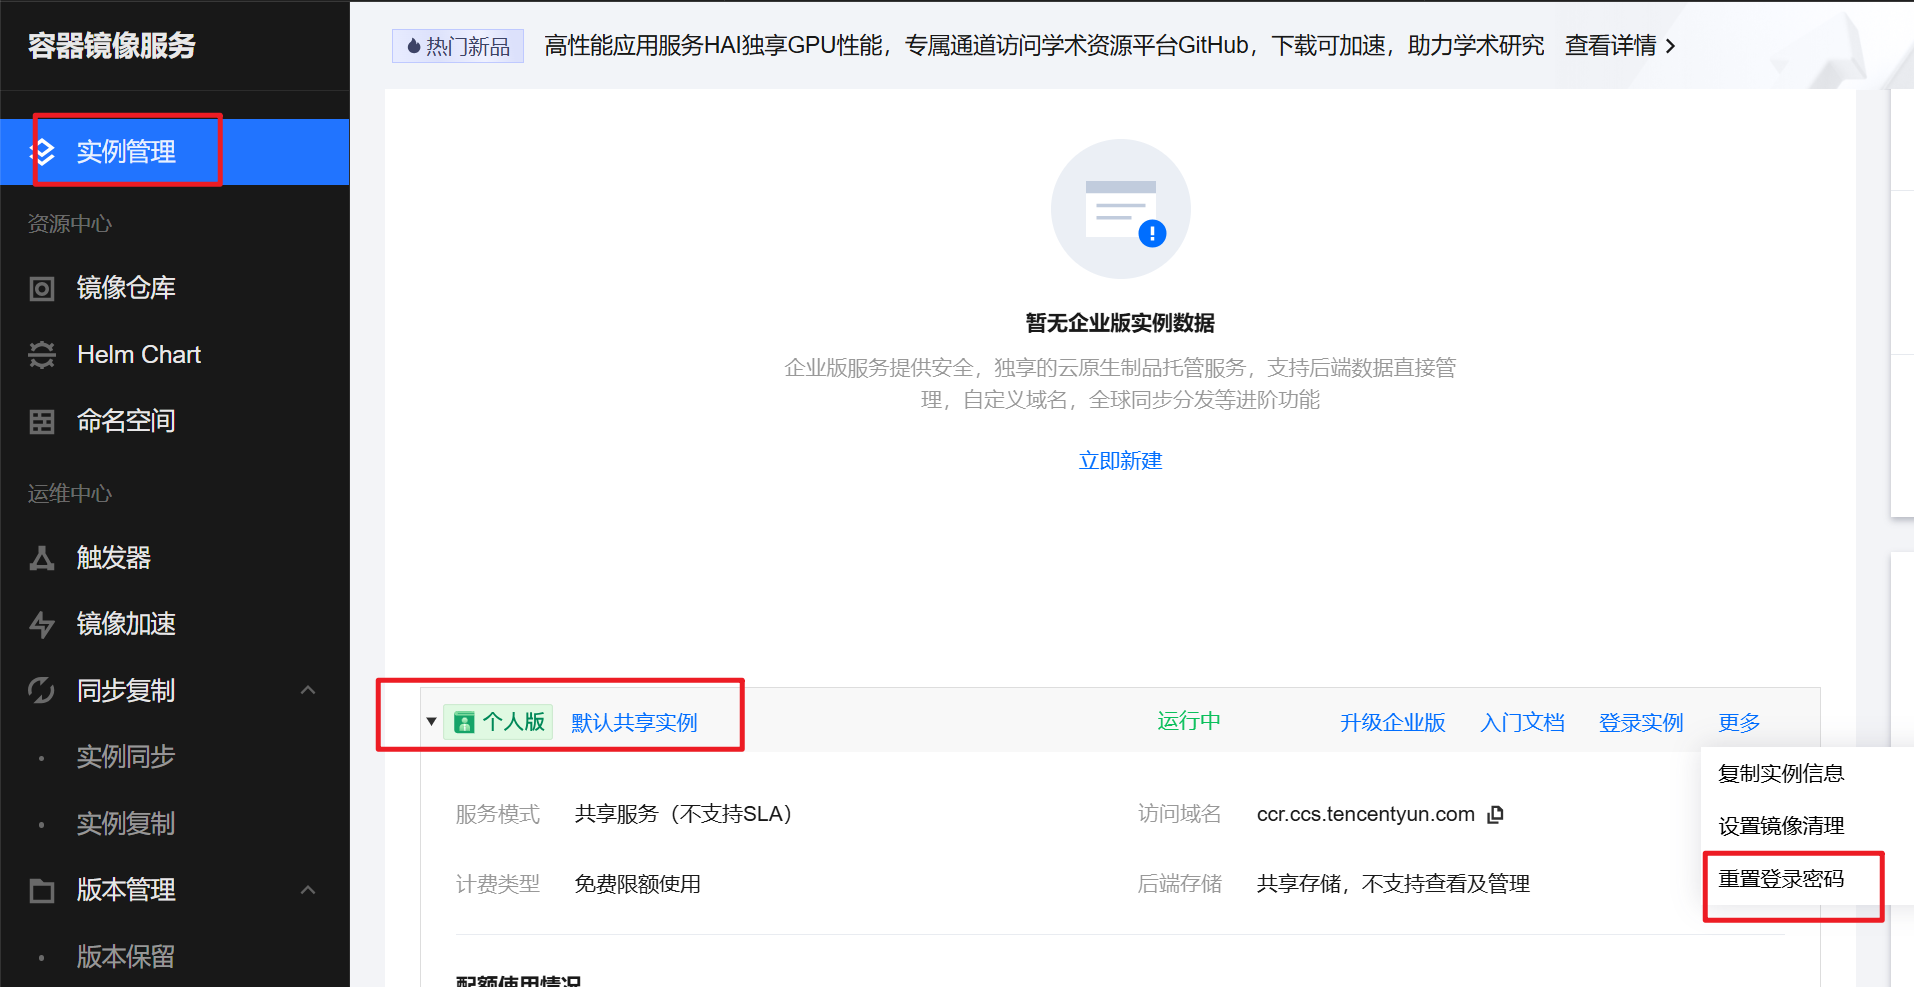 容器镜像服务
实例管理
资源中心
镜像仓库
Helm Chart
命名空间
运维中心
触发器
镜像加速
同步复制
实例同步
实例复制
版本管理
版本保留
热门新品 高性能应用服务HAI独享GPU性能，专属通道访问学术资源平台GitHub，下载可加速，助力学术研究 查看详情
暂无企业版实例数据
企业版服务提供安全，独享的云原生制品托管服务，支持后端数据直接管
理，自定义域名，全球同步分发等进阶功能
立即新建
个人版 默认共享实例 运行中 升级企业版 入门文档 登录实例 更多
复制实例信息
设置镜像清理
重置登录密码
服务模式 共享服务（不支持SLA） 访问域名 ccr.ccs.tencentyun.com
计费类型 免费限额使用 后端存储 共享存储，不支持查看及管理
配额使用情况